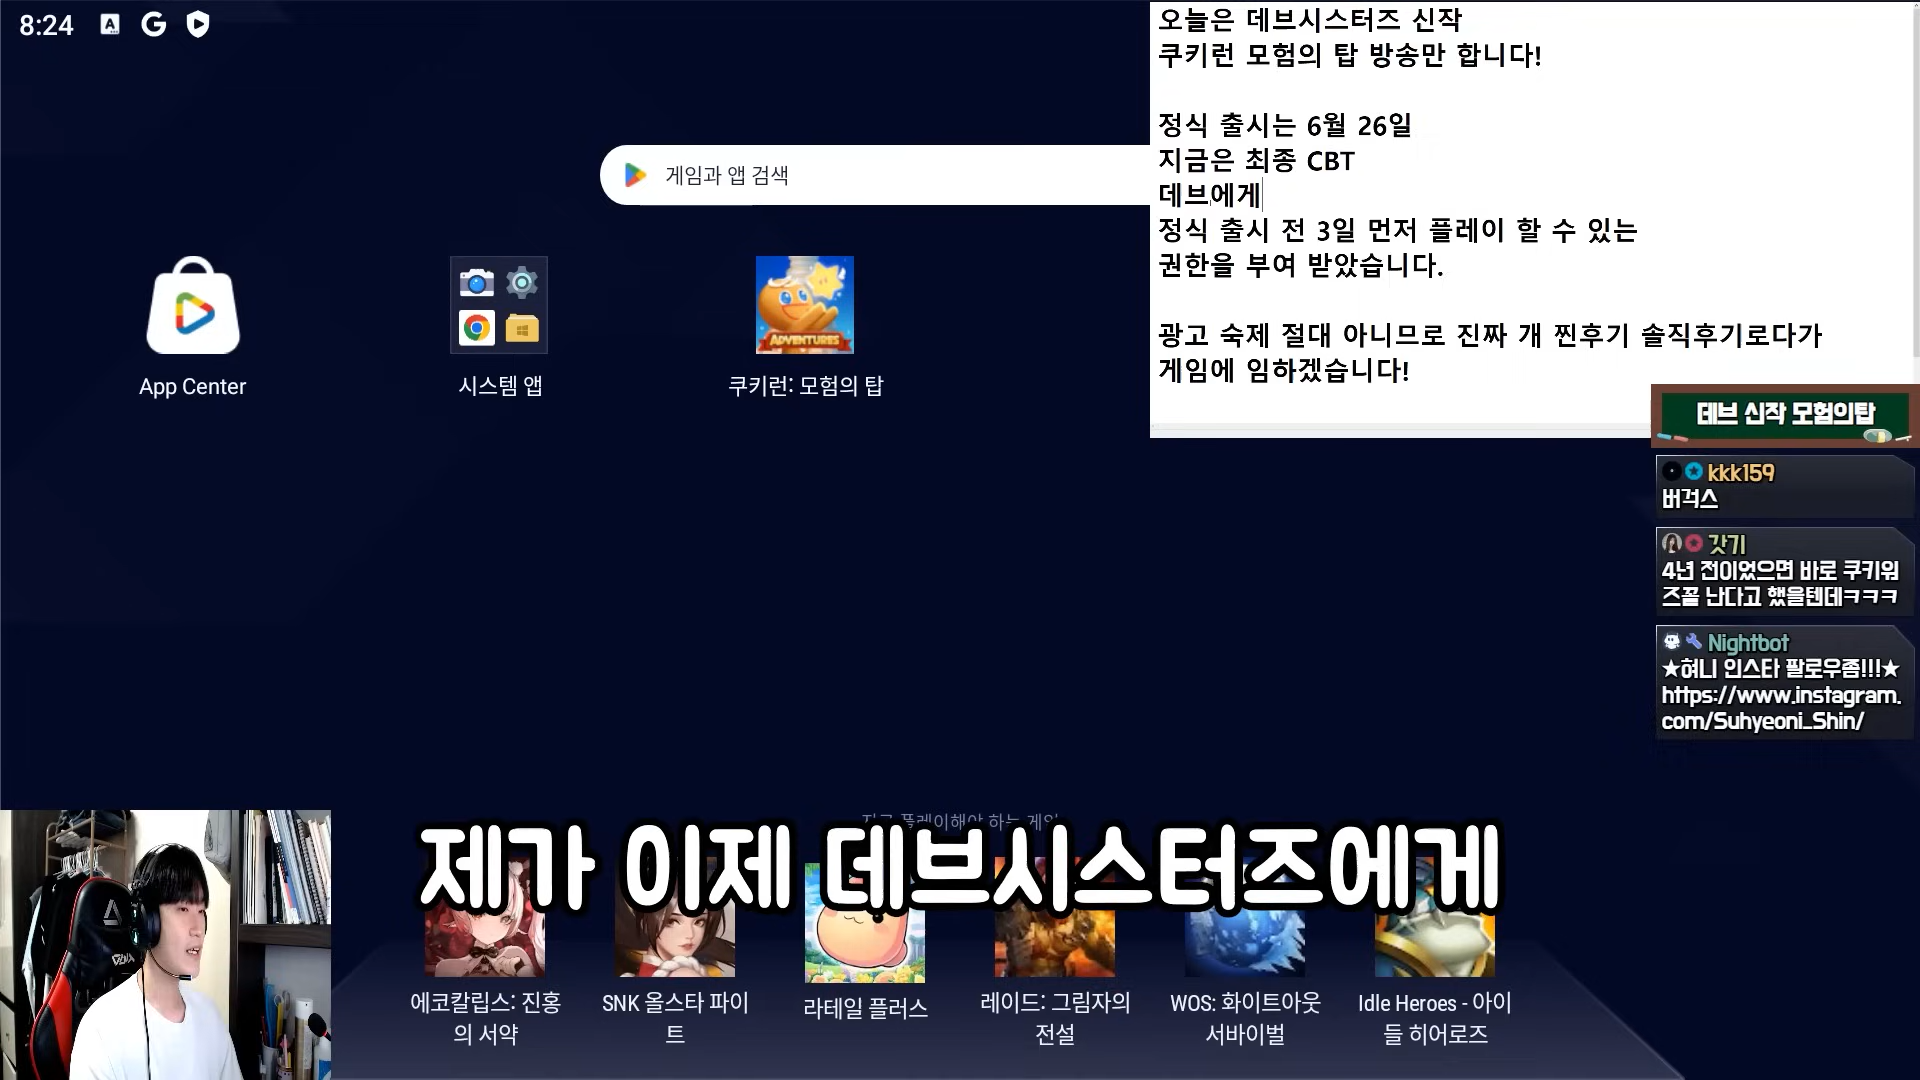 8:24
오늘은 데브시스터즈 신작
쿠키런 모험의 탑 방송만 합니다!
정식 출시는 6월 26일
지금은 최종 CBT
데브에게
정식 출시 전 3일 먼저 플레이 할 수 있는
권한을 부여 받았습니다.
광고 숙제 절대 아니므로 진짜 개 찐후기 솔직후기로다가
게임에 임하겠습니다!
게임과 앱 검색
ADVENTURES
App Center
시스템 앱
쿠키런: 모험의 탑
데브 신작 모험의탑
kkk159
버걱스
갓기
4년 전이었으면 바로 쿠키워
즈꼴 난다고 했을텐데ㅋㅋㅋ
Nightbot
★혀니 인스타 팔로우좀!!!★
https://www.instagram.
com/Suhyeoni_Shin/
지금 플레이해야 하는 게임
제가 이제 데브시스터즈에게
에코칼립스: 진홍
의 서약
SNK 올스타 파이
트
라테일 플러스
레이드: 그림자의
전설
WOS: 화이트아웃
서바이벌
Idle Heroes - 아이
들 히어로즈